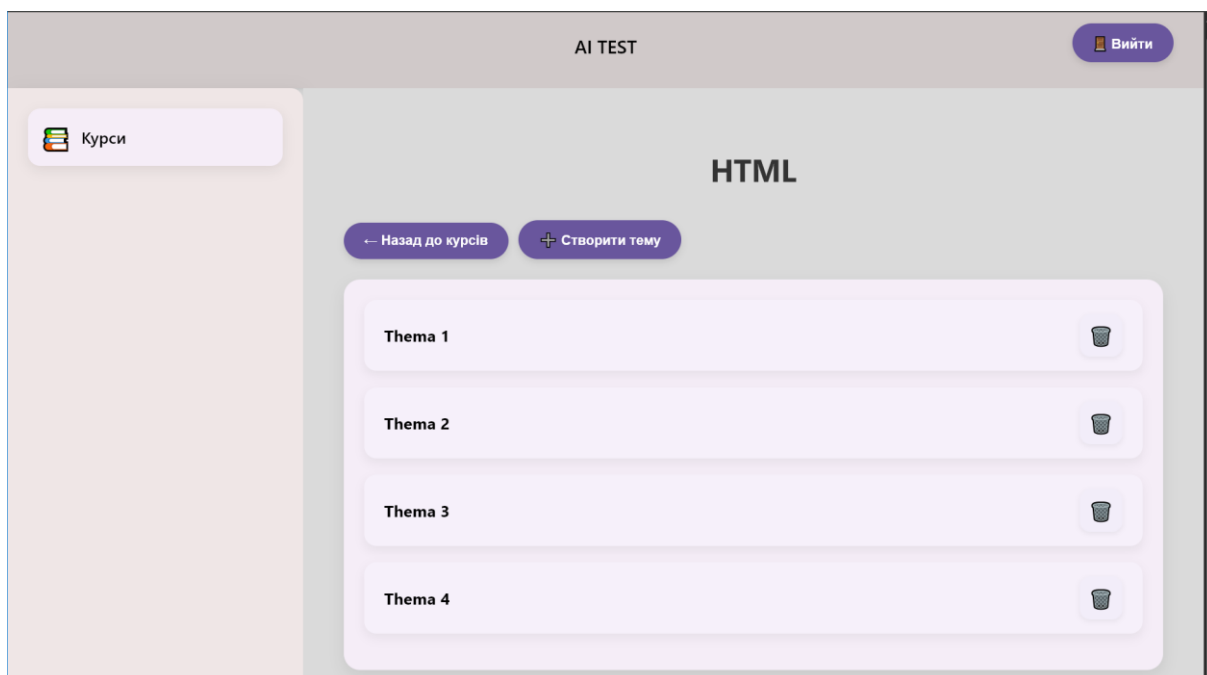 AI TEST
Вийти
Курси
HTML
← Назад до курсів
Створити тему
Thema 1
Thema 2
Thema 3
Thema 4